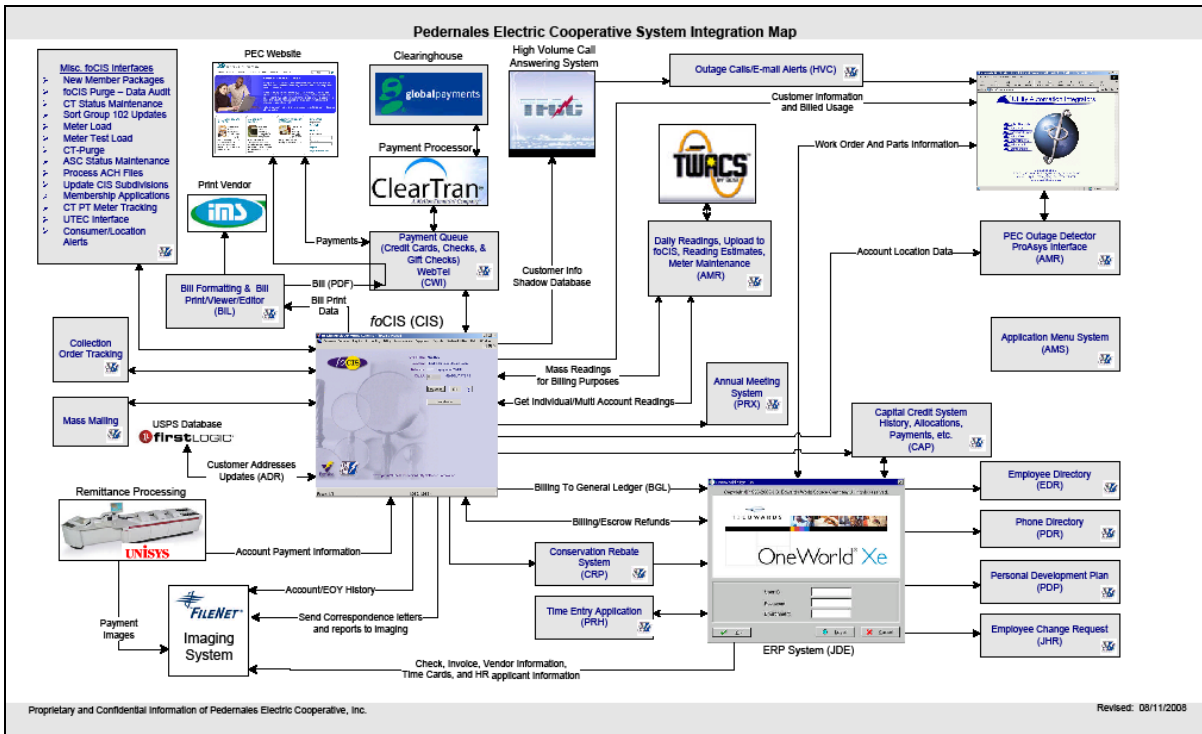 Pedernales Electric Cooperative System Integration Map
Misc. foCIS Interfaces
New Member Packages
foCIS Purge – Data Audit
CT Status Maintenance
Sort Group 102 Updates
Meter Load
Meter Test Load
CT-Purge
ASC Status Maintenance
Process ACH Files
Update CIS Subdivisions
Membership Applications
CT PT Meter Tracking
UTEC Interface
Consumer/Location
Alerts
PEC Website
Clearinghouse
globalpayments
High Volume Call
Answering System
Outage Calls/E-mail Alerts (HVC)
Customer Information
and Billed Usage
Utility Automation Integrators
Work Order And Parts Information
Payment Processor
ClearTran
TWACS
Print Vendor
ims
Payments
Payment Queue
(Credit Cards, Checks, &
Gift Checks)
WebTel
(CWI)
Daily Readings, Upload to
foCIS, Reading Estimates,
Meter Maintenance
(AMR)
Account Location Data
PEC Outage Detector
ProAsys Interface
(AMR)
Customer Info
Shadow Database
Bill Formatting & Bill
Print/Viewer/Editor
(BIL)
Bill (PDF)
Bill Print
Data
foCIS (CIS)
Collection
Order Tracking
Application Menu System
(AMS)
Mass Readings
for Billing Purposes
Annual Meeting
System
(PRX)
Get Individual/Multi Account Readings
Mass Mailing
USPS Database
firstLOGIC
Capital Credit System
History, Allocations,
Payments, etc.
(CAP)
Customer Addresses
Updates (ADR)
Billing To General Ledger (BGL)
Employee Directory
(EDR)
Remittance Processing
UNISYS
Billing/Escrow Refunds
JDEDWARDS
OneWorld Xe
Phone Directory
(PDR)
Account Payment Information
Conservation Rebate
System
(CRP)
Personal Development Plan
(PDP)
Account/EOY History
FILENET
Imaging
System
Payment
Images
Send Correspondence letters
and reports to Imaging
Time Entry Application
(PRH)
Employee Change Request
(JHR)
ERP System (JDE)
Check, Invoice, Vendor Information,
Time Cards, and HR applicant Information
Proprietary and Confidential Information of Pedernales Electric Cooperative, Inc.
Revised: 08/11/2008